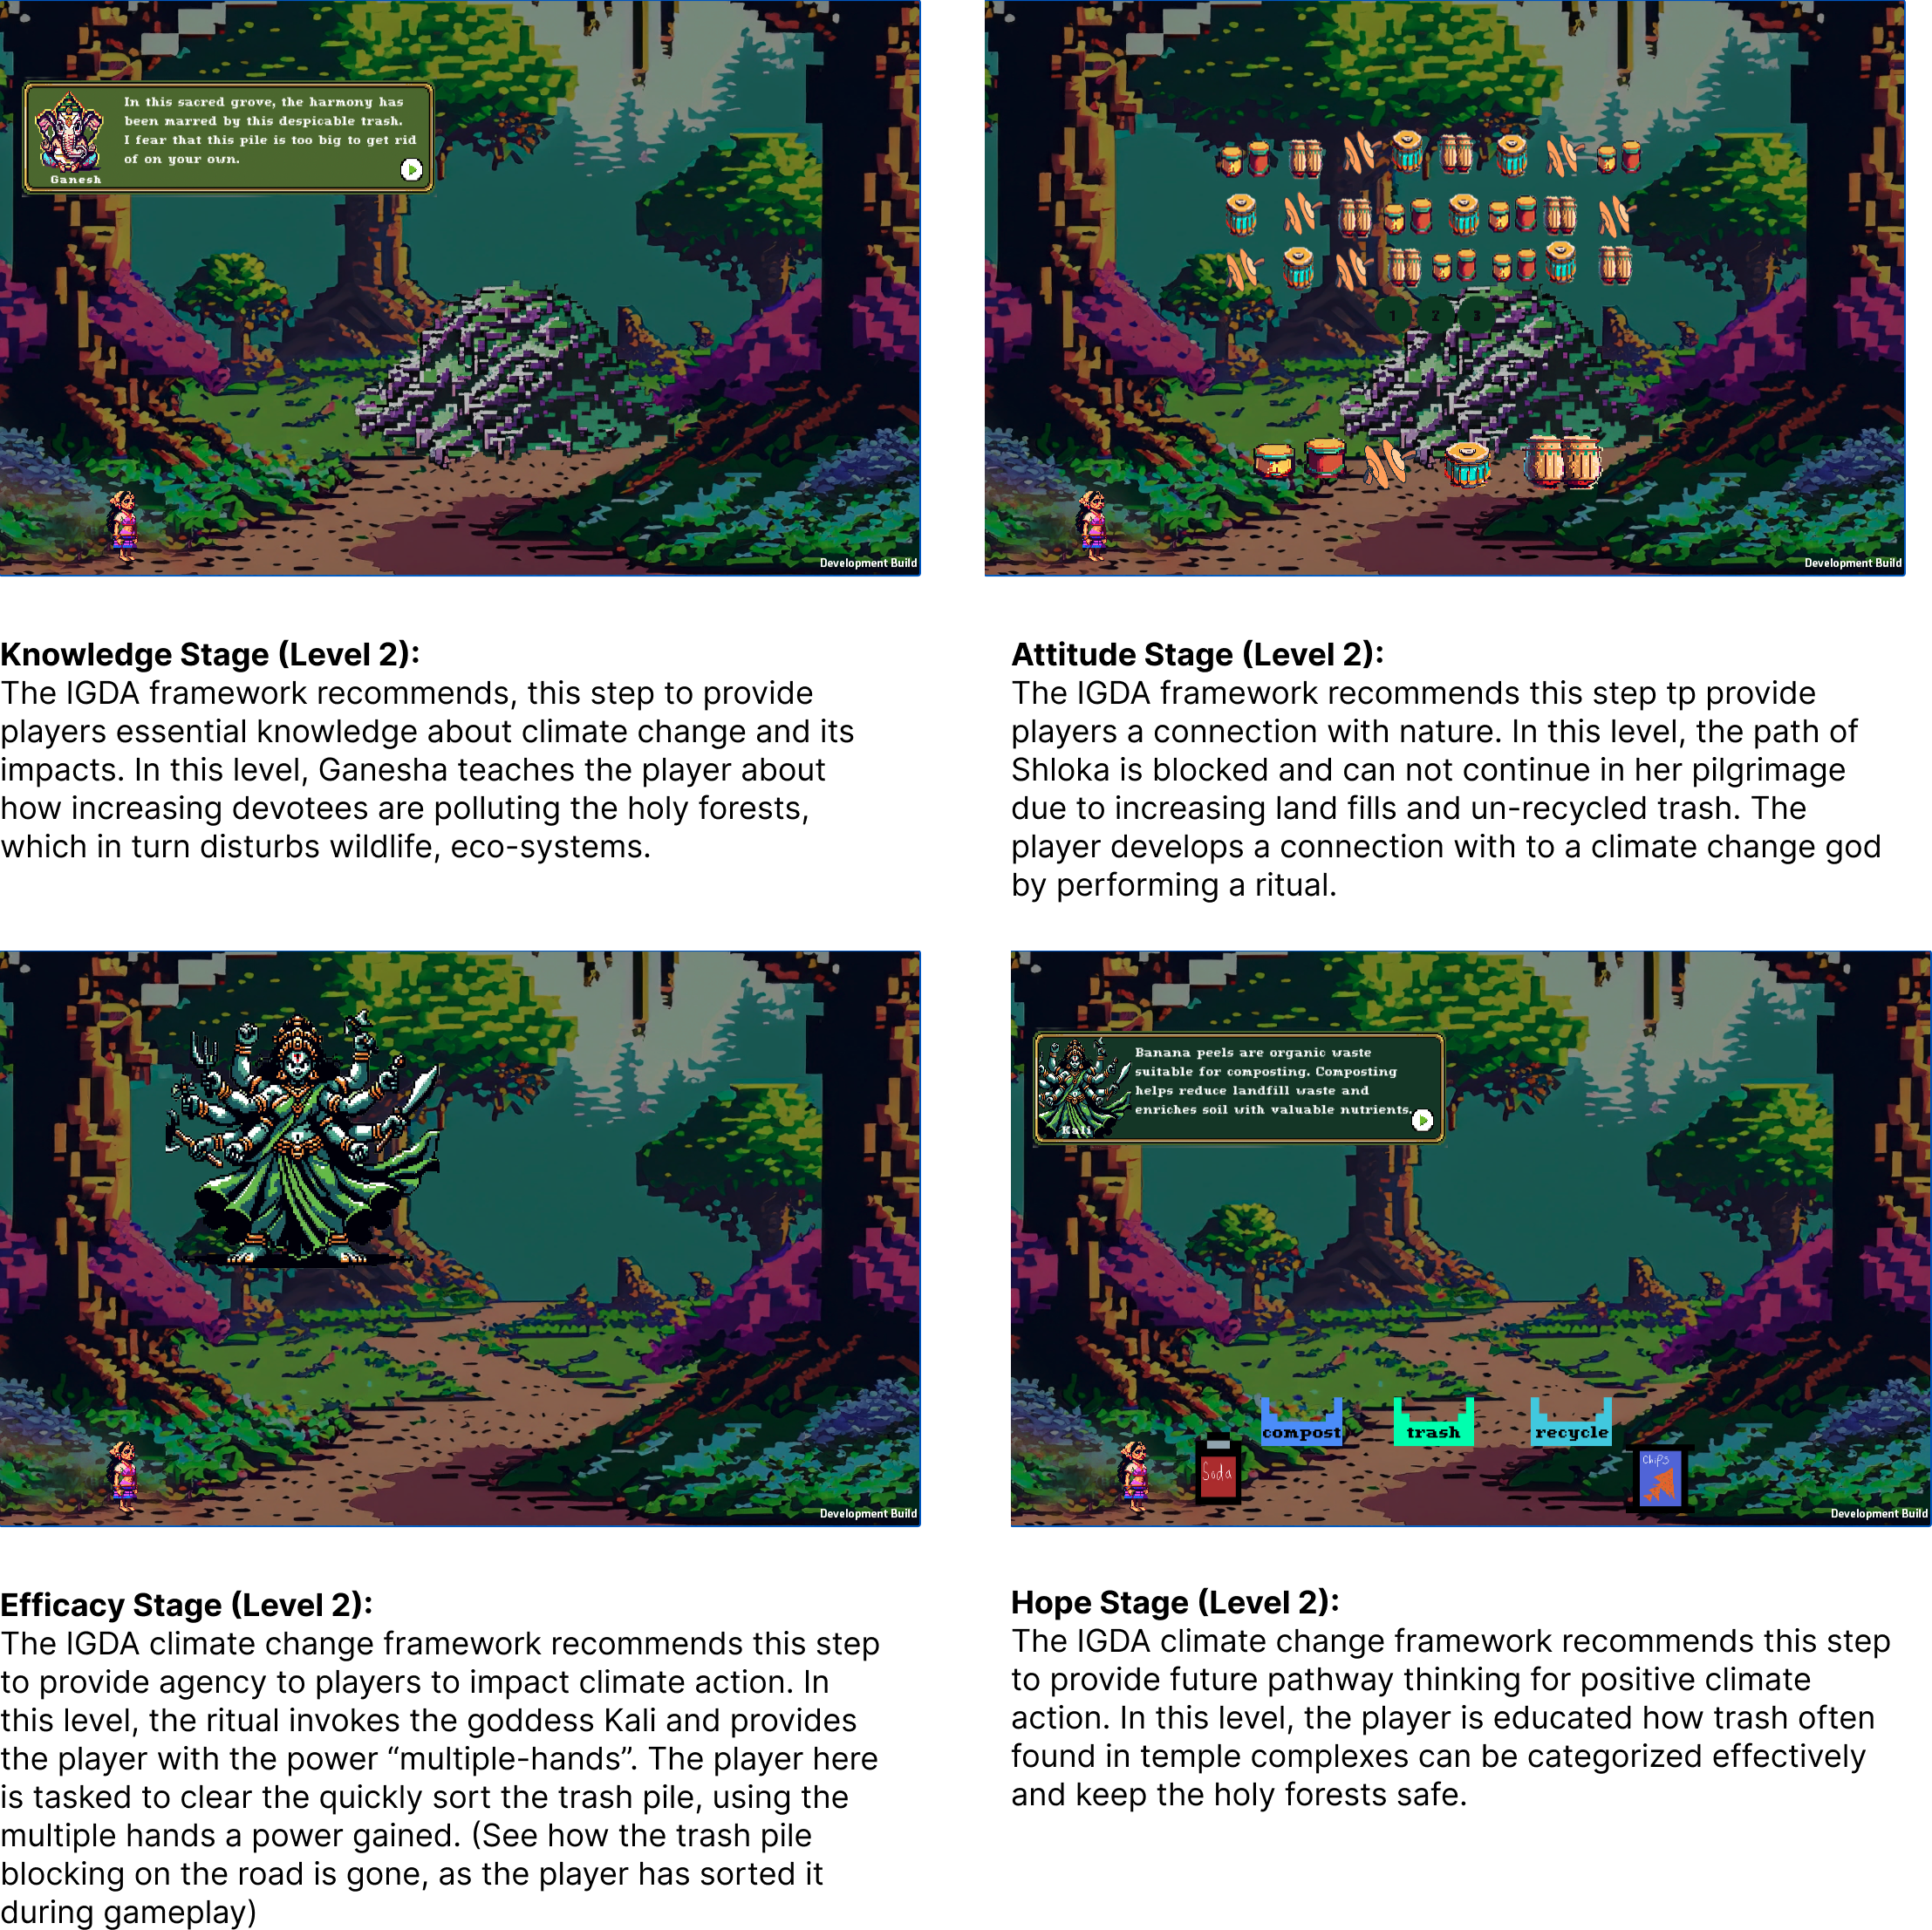 In this sacred grove, the harmony has
been marred by this despicable trash.
I fear that this pile is too big to get rid
of on your own.
Ganesh
Development Build
1 2 3
Development Build
Knowledge Stage (Level 2):
The IGDA framework recommends, this step to provide
players essential knowledge about climate change and its
impacts. In this level, Ganesha teaches the player about
how increasing devotees are polluting the holy forests,
which in turn disturbs wildlife, eco-systems.
Attitude Stage (Level 2):
The IGDA framework recommends this step tp provide
players a connection with nature. In this level, the path of
Shloka is blocked and can not continue in her pilgrimage
due to increasing land fills and un-recycled trash. The
player develops a connection with to a climate change god
by performing a ritual.
Development Build
Banana peels are organic waste
suitable for composting. Composting
helps reduce landfill waste and
enriches soil with valuable nutrients.
Kali
compost
trash
recycle
Soda
Chips
Development Build
Efficacy Stage (Level 2):
The IGDA climate change framework recommends this step
to provide agency to players to impact climate action. In
this level, the ritual invokes the goddess Kali and provides
the player with the power “multiple-hands”. The player here
is tasked to clear the quickly sort the trash pile, using the
multiple hands a power gained. (See how the trash pile
blocking on the road is gone, as the player has sorted it
during gameplay)
Hope Stage (Level 2):
The IGDA climate change framework recommends this step
to provide future pathway thinking for positive climate
action. In this level, the player is educated how trash often
found in temple complexes can be categorized effectively
and keep the holy forests safe.